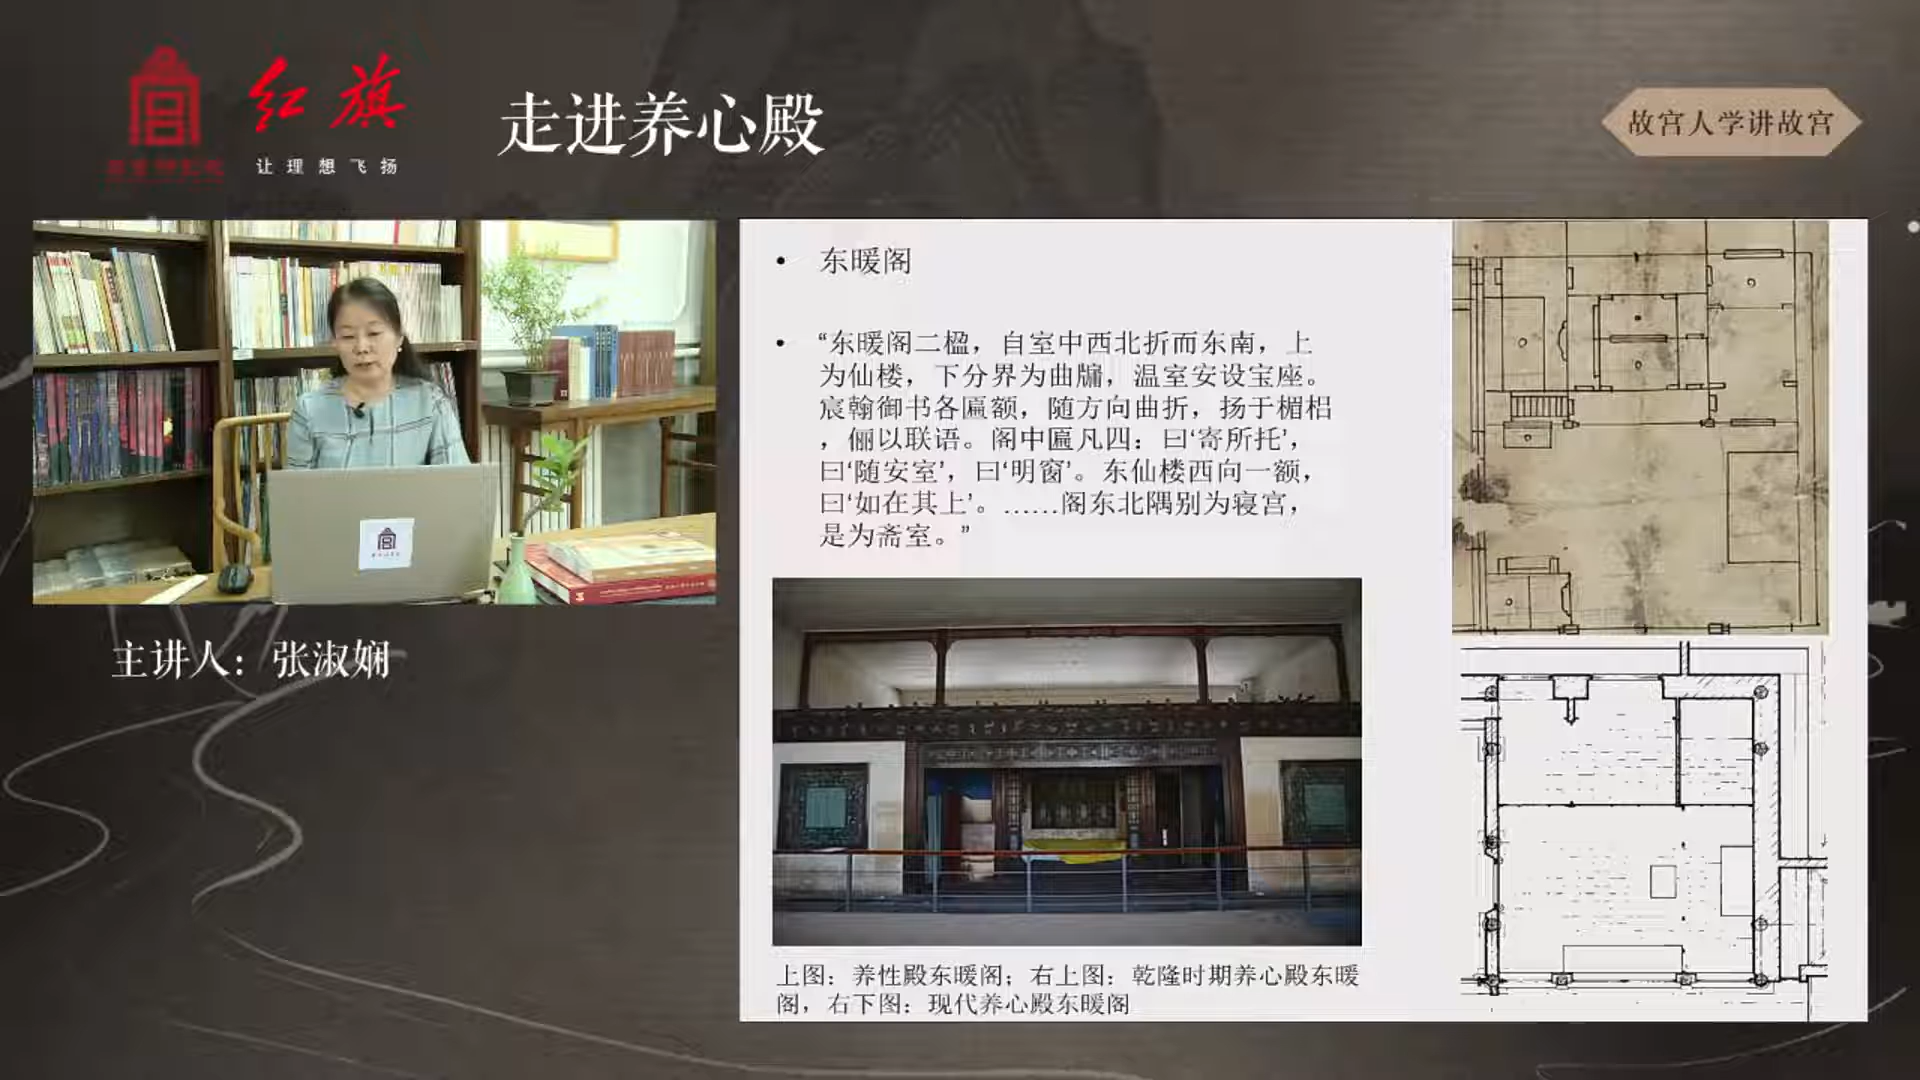 红旗
让理想飞扬
走进养心殿
故宫人学讲故宫
主讲人：张淑娴
• 东暖阁
• “东暖阁二楹，自室中西北折而东南，上
为仙楼，下分界为曲牖，温室安设宝座。
宸翰御书各匾额，随方向曲折，扬于楣梠
，俪以联语。阁中匾凡四：曰‘寄所托’，
曰‘随安室’，曰‘明窗’。东仙楼西向一额，
曰‘如在其上’。……阁东北隅别为寝宫，
是为斋室。”
上图：养性殿东暖阁；右上图：乾隆时期养心殿东暖
阁，右下图：现代养心殿东暖阁